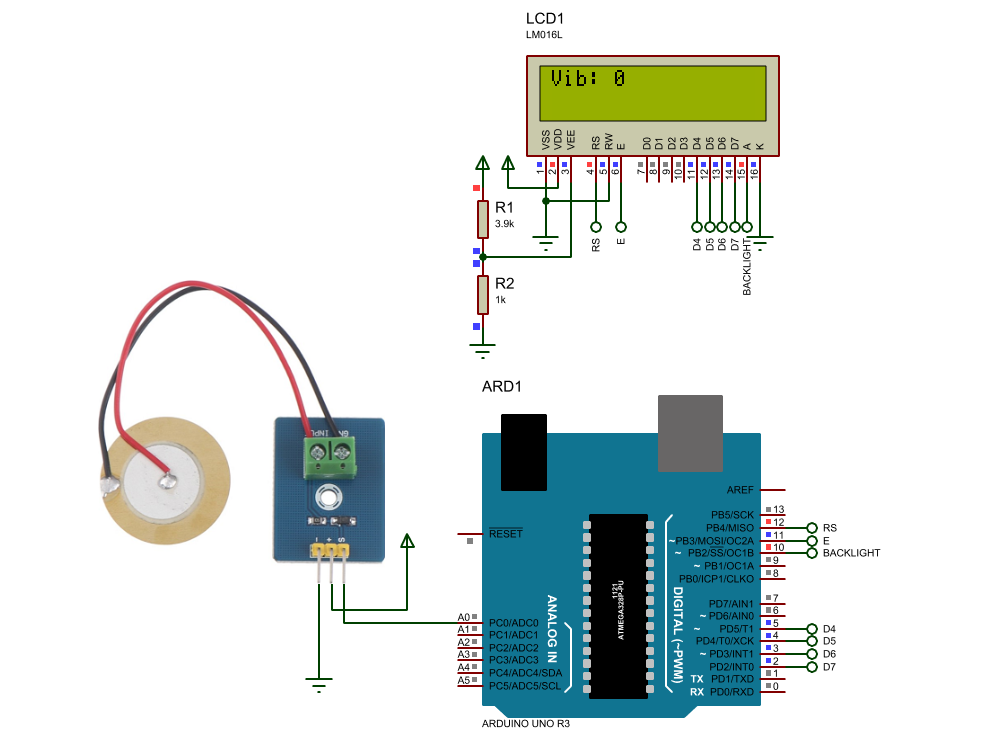 LCD1
LM016L
Vib: 0
VSS
VDD
VEE
RS
RW
E
D0
D1
D2
D3
D4
D5
D6
D7
A
K
1
2
3
4
5
6
7
8
9
10
11
12
13
14
15
16
RS
E
D4
D5
D6
D7
BACKLIGHT
R1
3.9k
R2
1k
INPU
GN
-
+
S
ARD1
RESET
AREF
PB5/SCK 13
PB4/MISO 12 RS
~PB3/MOSI/OC2A 11 E
~ PB2/SS/OC1B 10 BACKLIGHT
~ PB1/OC1A 9
PB0/ICP1/CLKO 8
PD7/AIN1 7
~ PD6/AIN0 6
~ PD5/T1 5 D4
PD4/T0/XCK 4 D5
~ PD3/INT1 3 D6
PD2/INT0 2 D7
TX PD1/TXD 1
RX PD0/RXD 0
A0 PC0/ADC0
A1 PC1/ADC1
A2 PC2/ADC2
A3 PC3/ADC3
A4 PC4/ADC4/SDA
A5 PC5/ADC5/SCL
ANALOG IN
1121
ATMEGA328P-PU
DIGITAL (~PWM)
ARDUINO UNO R3